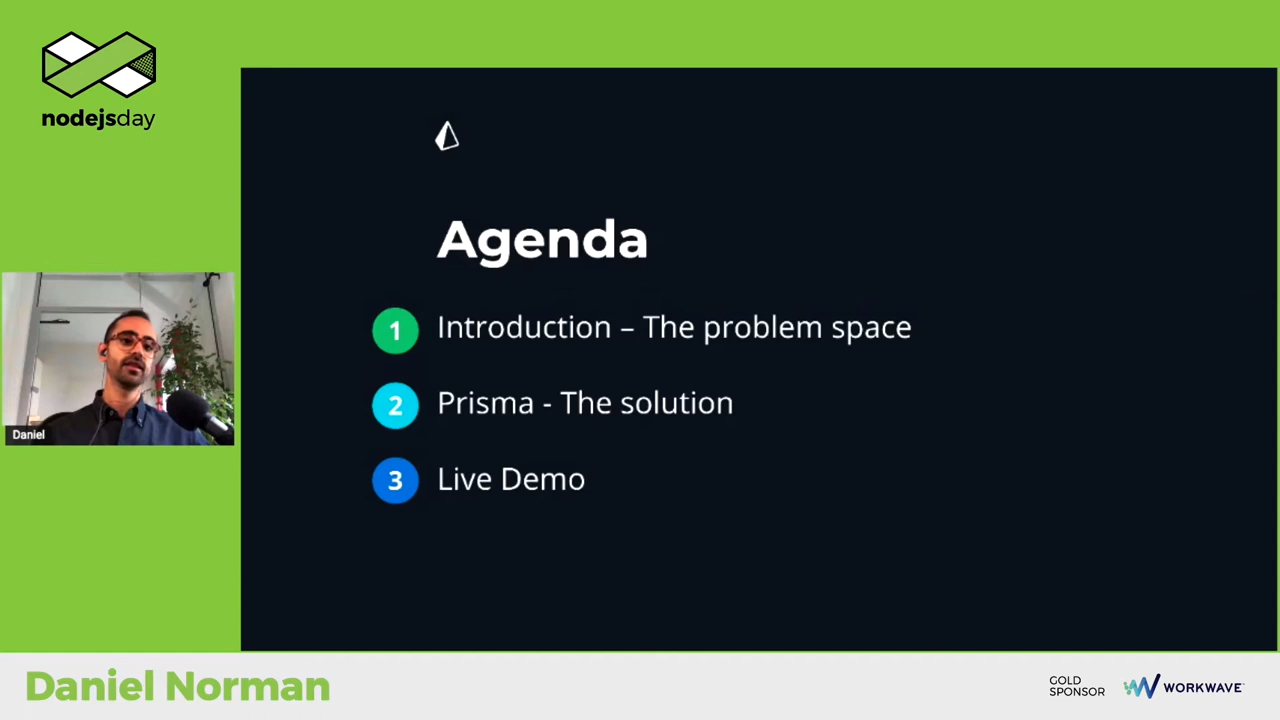 nodejsday
Agenda
1 Introduction – The problem space
2 Prisma - The solution
3 Live Demo
Daniel
Daniel Norman
GOLD
SPONSOR
WORKWAVE